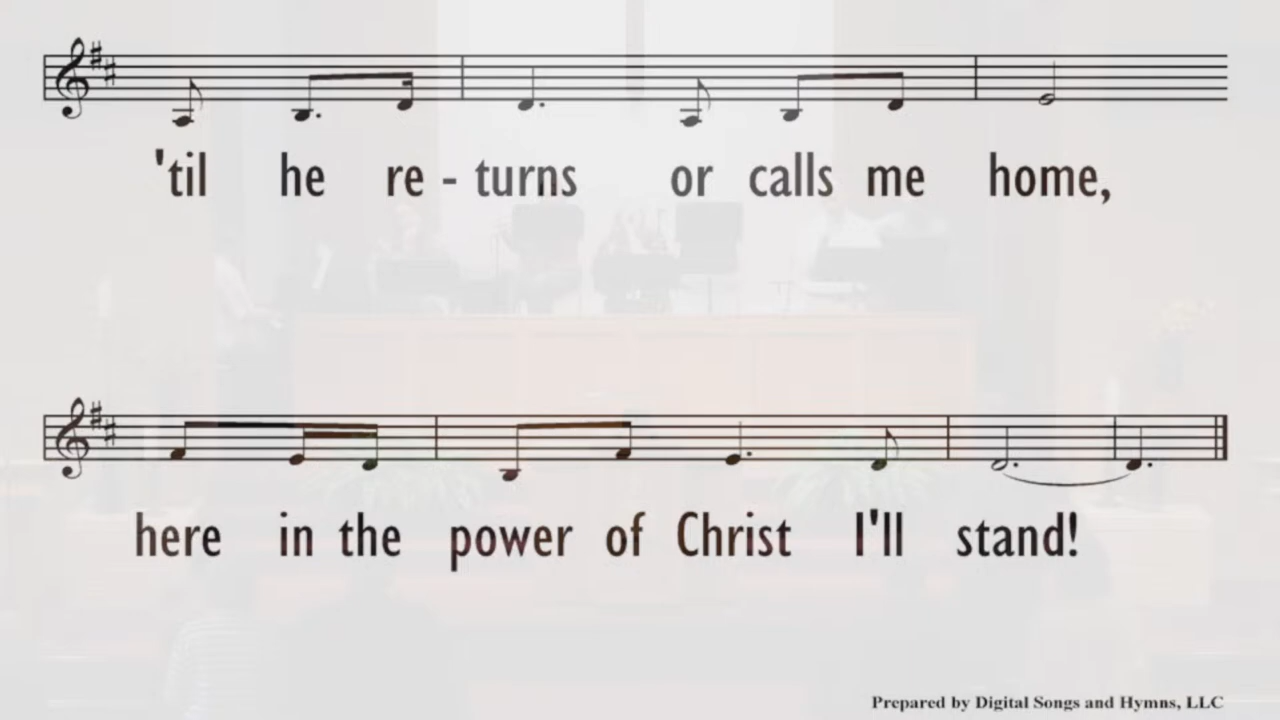 'til he re - turns or calls me home,
here in the power of Christ I'll stand!
Prepared by Digital Songs and Hymns, LLC